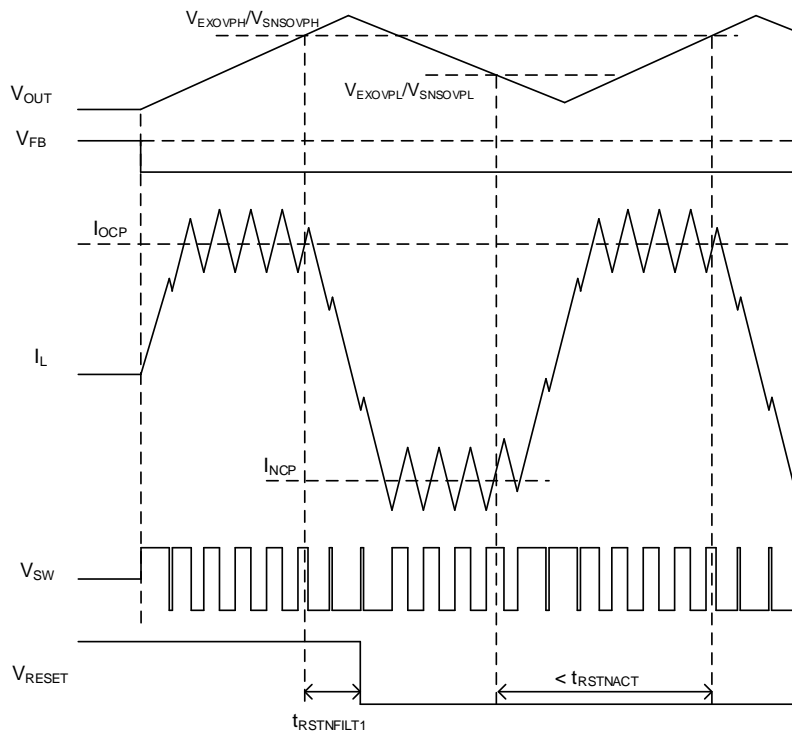 VEXOVPH/VSNSOVPH
VEXOVPL/VSNSOVPL
VOUT
VFB
IOCP
IL
INCP
VSW
VRESET
< tRSTNACT
tRSTNFILT1